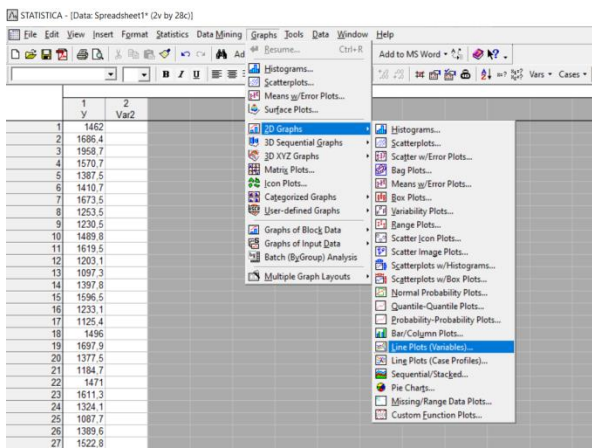 STATISTICA - [Data: Spreadsheet1* (2v by 28c)]
File Edit View Insert Format Statistics Data Mining Graphs Tools Data Window Help
Add to MS Word
Vars Cases
Resume... Ctrl+R
Histograms...
Scatterplots...
Means w/Error Plots...
Surface Plots...
2D Graphs
3D Sequential Graphs
3D XYZ Graphs
Matrix Plots...
Icon Plots...
Categorized Graphs
User-defined Graphs
Graphs of Block Data
Graphs of Input Data
Batch (ByGroup) Analysis
Multiple Graph Layouts
Histograms...
Scatterplots...
Scatter w/Error Plots...
Bag Plots...
Means w/Error Plots...
Box Plots...
Variability Plots...
Range Plots...
Scatter Icon Plots...
Scatter Image Plots...
Scatterplots w/Histograms...
Scatterplots w/Box Plots...
Normal Probability Plots...
Quantile-Quantile Plots...
Probability-Probability Plots...
Bar/Column Plots...
Line Plots (Variables)...
Line Plots (Case Profiles)...
Sequential/Stacked...
Pie Charts...
Missing/Range Data Plots...
Custom Function Plots...
1 2
У Var2
1 1462
2 1686,4
3 1958,7
4 1570,7
5 1387,5
6 1410,7
7 1673,5
8 1253,5
9 1230,5
10 1489,8
11 1619,5
12 1203,1
13 1097,3
14 1397,8
15 1596,5
16 1233,1
17 1125,4
18 1496
19 1697,9
20 1377,5
21 1184,7
22 1471
23 1611,3
24 1324,1
25 1087,7
26 1389,6
27 1522,8